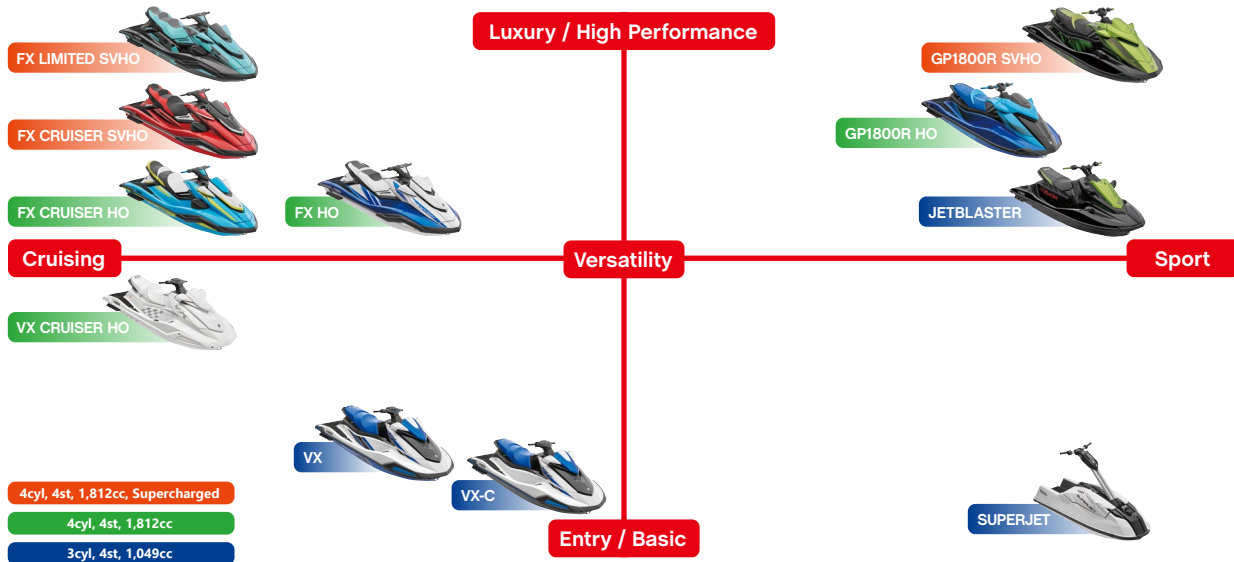 Luxury / High Performance
FX LIMITED SVHO
GP1800R SVHO
FX CRUISER SVHO
GP1800R HO
FX CRUISER HO
FX HO
JETBLASTER
Cruising
Versatility
Sport
VX CRUISER HO
VX
VX-C
4cyl, 4st, 1,812cc, Supercharged
4cyl, 4st, 1,812cc
3cyl, 4st, 1,049cc
SUPERJET
Entry / Basic